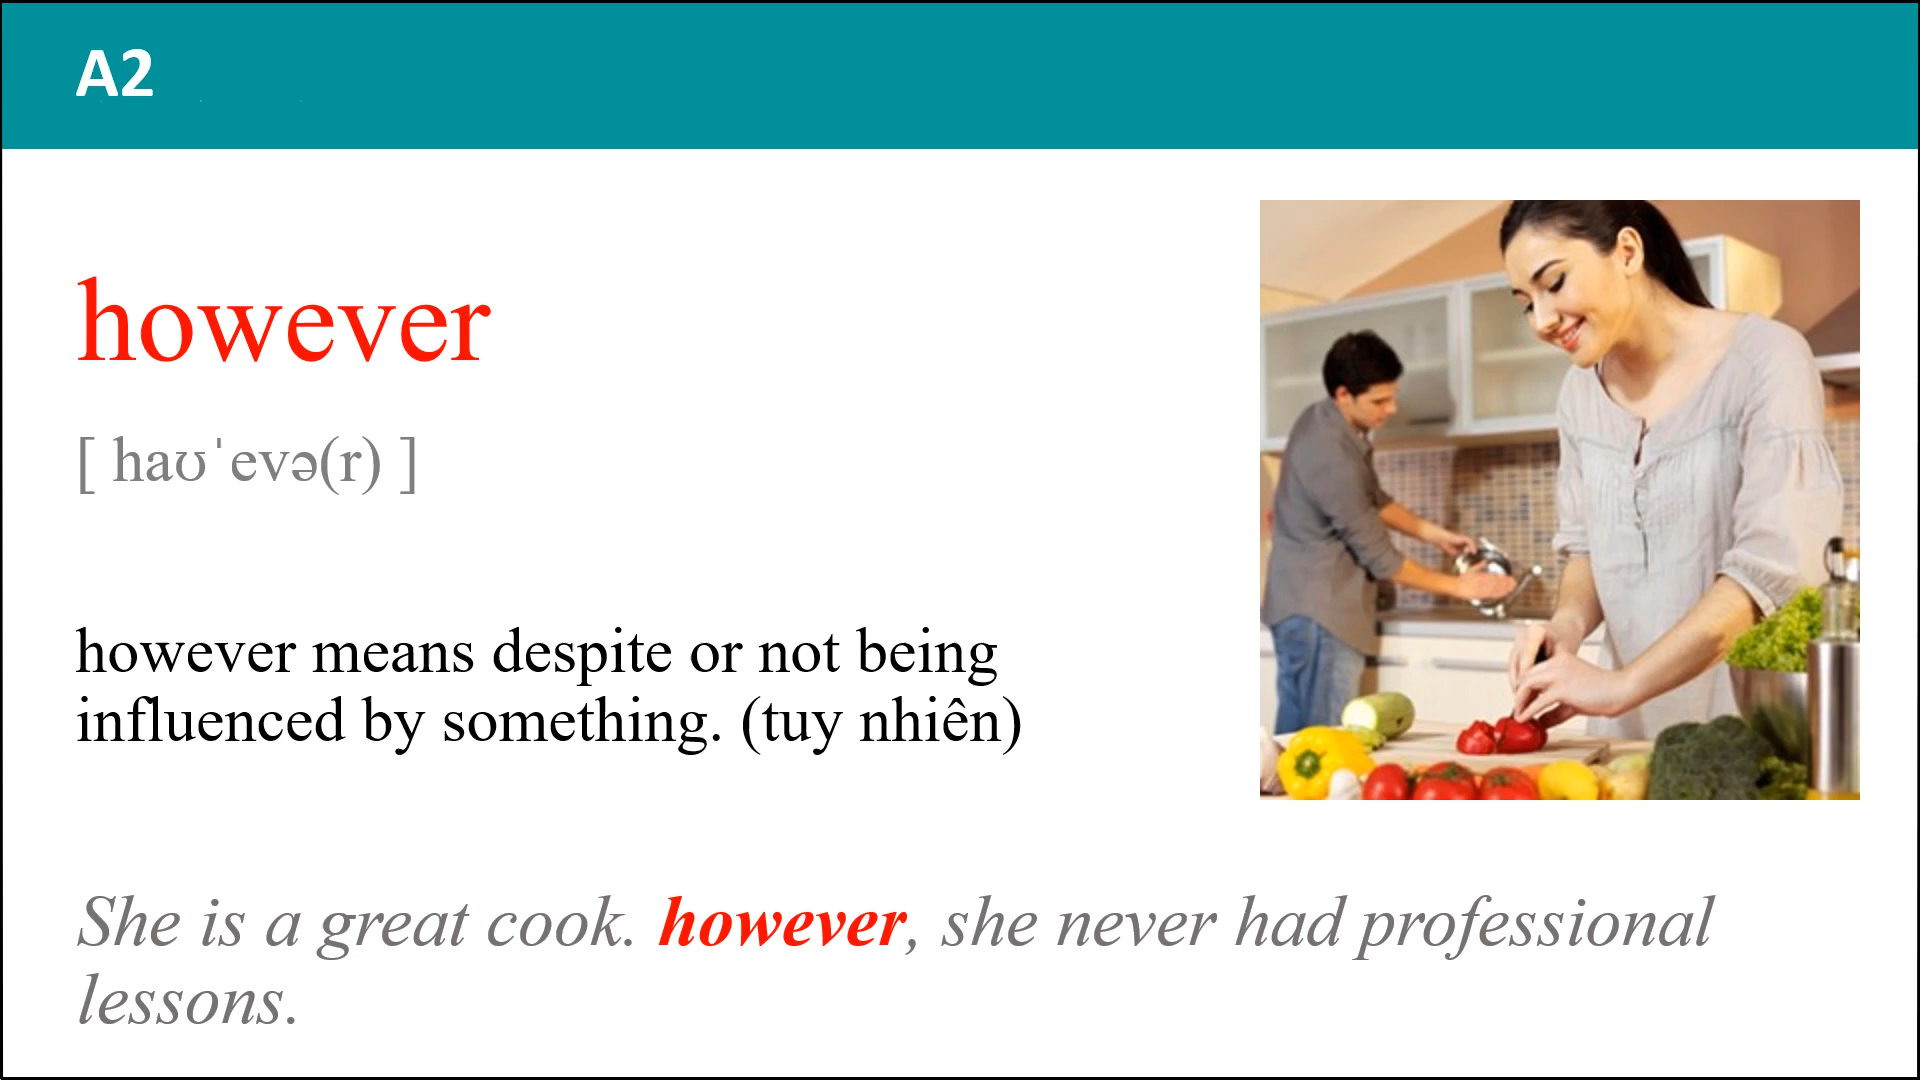 A2
however
[ haʊˈevə(r) ]
however means despite or not being
influenced by something. (tuy nhiên)
She is a great cook. however, she never had professional
lessons.